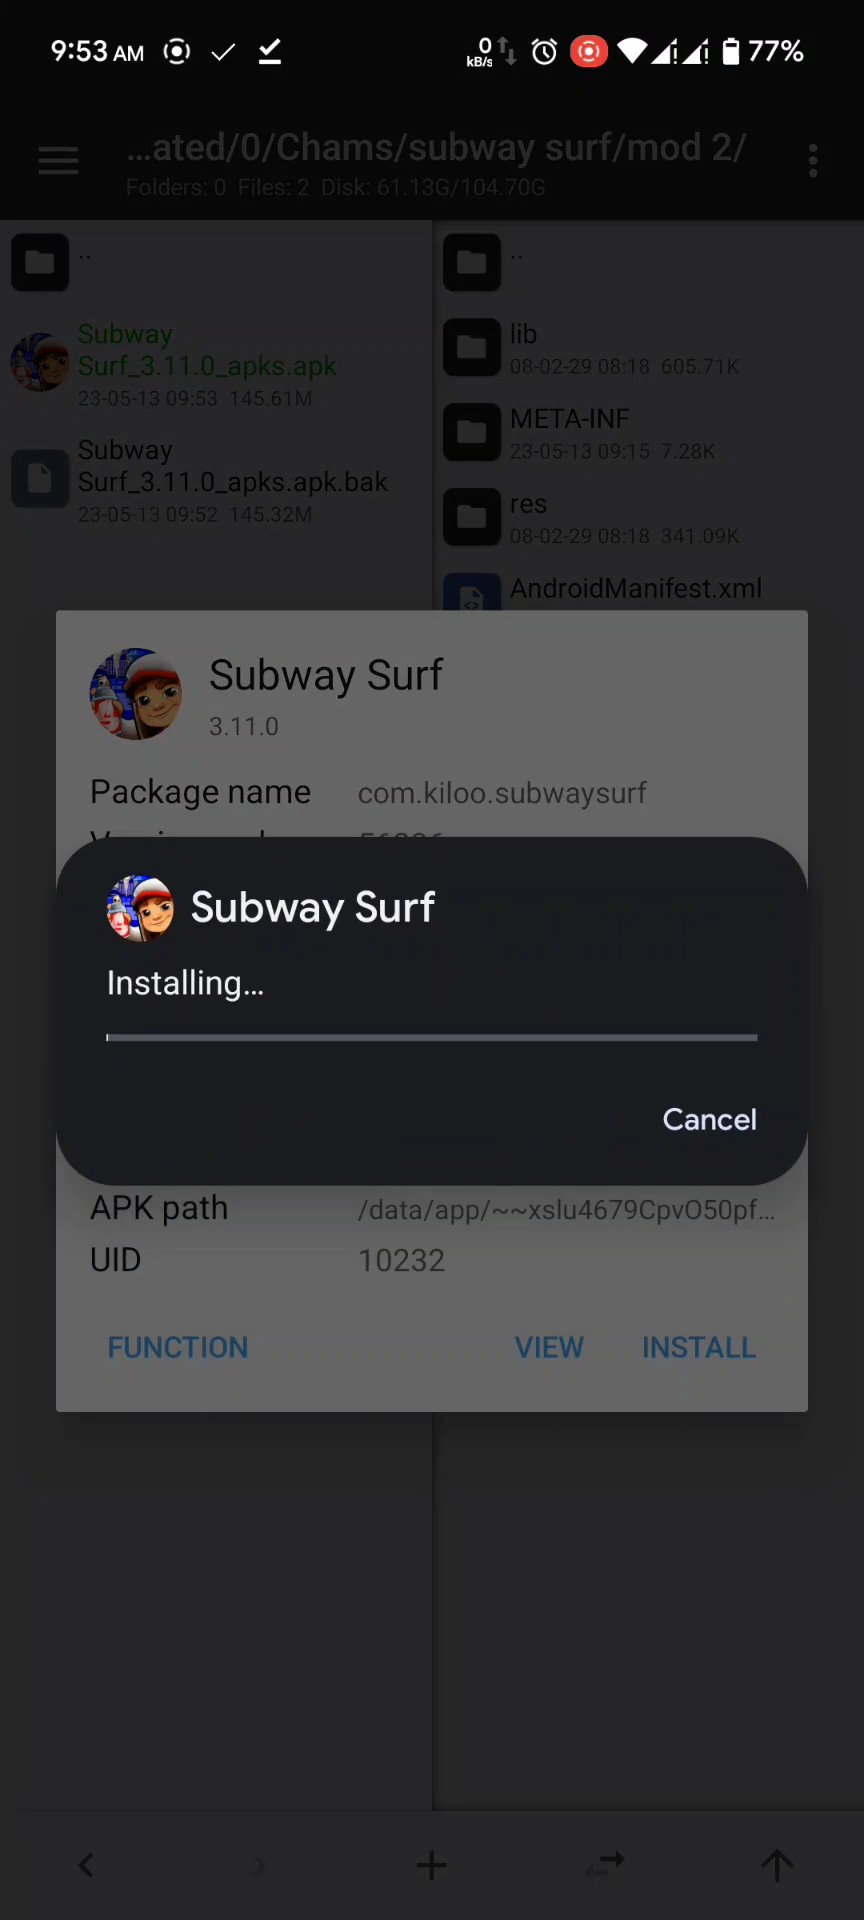 9:53 AM
0
kB/s
77%
…ated/0/Chams/subway surf/mod 2/
Folders: 0 Files: 2 Disk: 61.13G/104.70G
..
Subway
Surf_3.11.0_apks.apk
23-05-13 09:53 145.61M
Subway
Surf_3.11.0_apks.apk.bak
23-05-13 09:52 145.32M
..
lib
08-02-29 08:18 605.71K
META-INF
23-05-13 09:15 7.28K
res
08-02-29 08:18 341.09K
AndroidManifest.xml
Subway Surf
3.11.0
Package name com.kiloo.subwaysurf
Subway Surf
Installing…
Cancel
APK path /data/app/~~xslu4679CpvO50pf…
UID 10232
FUNCTION VIEW INSTALL